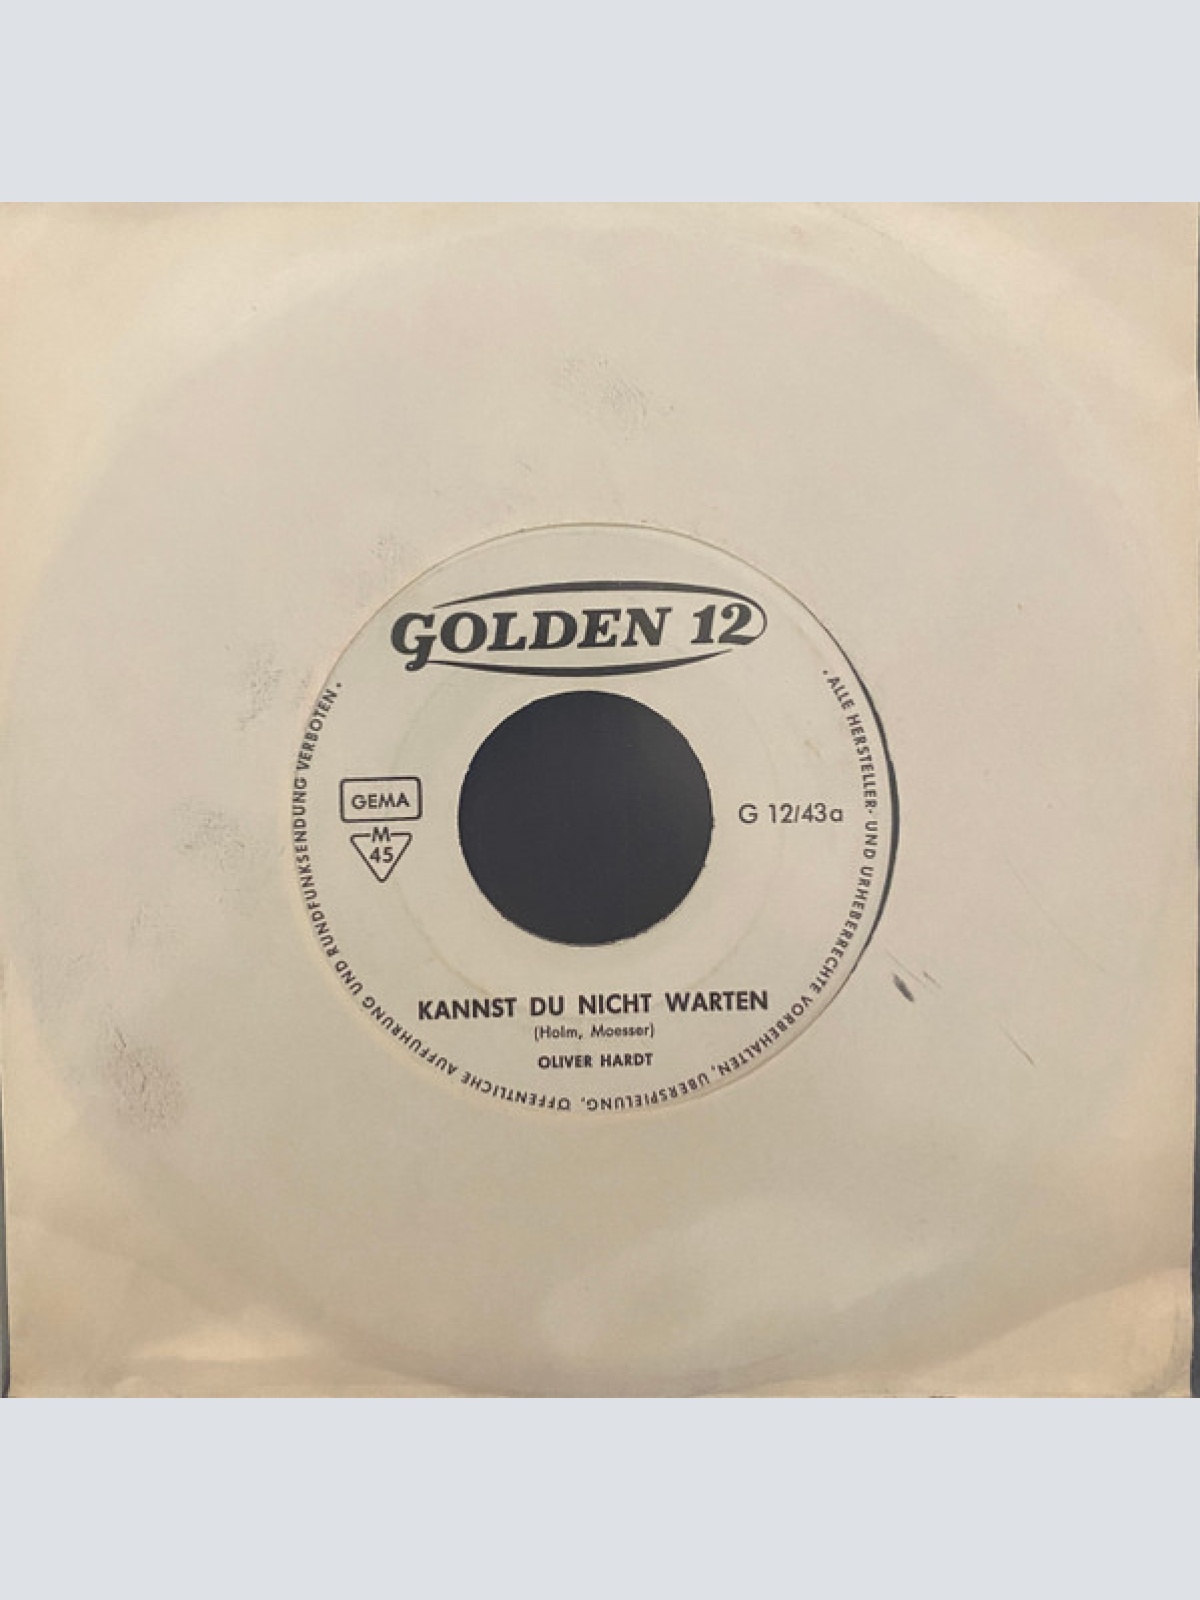 GOLDEN 12
· ALLE HERSTELLER- UND URHEBERRECHTE VORBEHALTEN, ÜBERSPIELUNG, ÖFFENTLICHE AUFFÜHRUNG UND RUNDFUNKSENDUNG VERBOTEN ·
GEMA
M
45
G 12/43a
KANNST DU NICHT WARTEN
(Holm, Moesser)
OLIVER HARDT